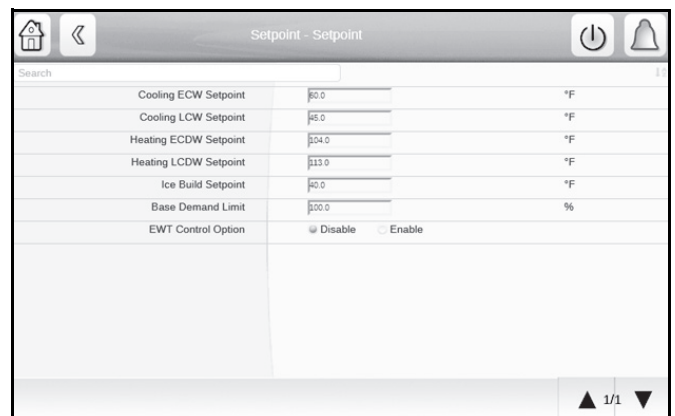 Setpoint - Setpoint
Search
Cooling ECW Setpoint 60.0 °F
Cooling LCW Setpoint 45.0 °F
Heating ECDW Setpoint 104.0 °F
Heating LCDW Setpoint 113.0 °F
Ice Build Setpoint 40.0 °F
Base Demand Limit 100.0 %
EWT Control Option Disable Enable
1/1